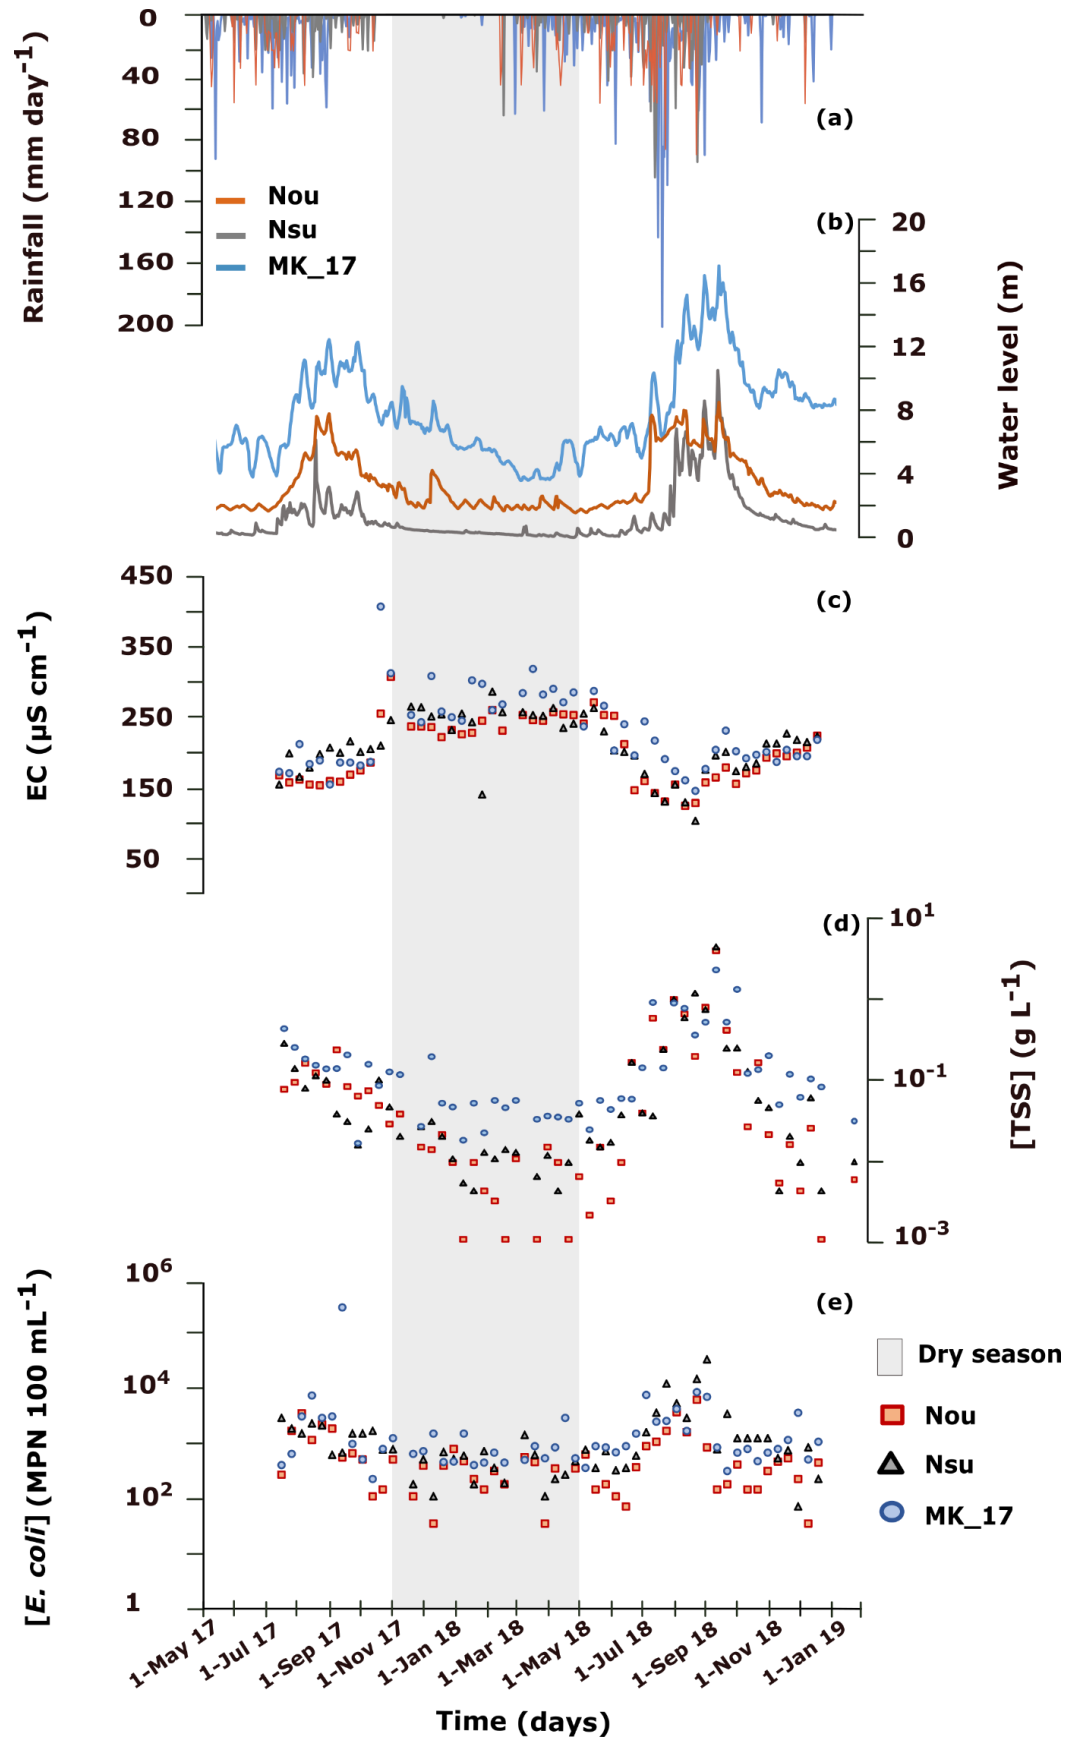 Rainfall (mm day⁻¹)
0
40
80
120
160
200
(a)
Nou
Nsu
MK_17
(b)
20
16
12
8
4
0
Water level (m)
EC (µS cm⁻¹)
450
350
250
150
50
(c)
(d)
10¹
10⁻¹
10⁻³
[TSS] (g L⁻¹)
[E. coli] (MPN 100 mL⁻¹)
10⁶
10⁴
10²
1
(e)
Dry season
Nou
Nsu
MK_17
1-May 17
1-Jul 17
1-Sep 17
1-Nov 17
1-Jan 18
1-Mar 18
1-May 18
1-Jul 18
1-Sep 18
1-Nov 18
1-Jan 19
Time (days)